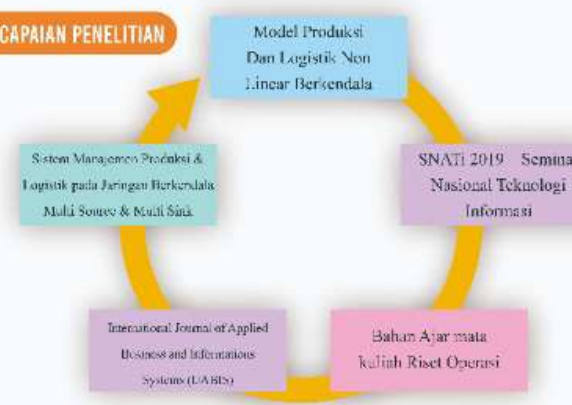 CAPAIAN PENELITIAN
Model Produksi
Dan Logistik Non
Linear Berkendala
SNATi 2019 Semina
Nasional Teknologi
Informasi
Bahan Ajar mata
kuliah Riset Operasi
International Journal of Applied
Business and Informations
Systems (IJABIS)
Sistem Manajemen Produksi &
Logistik pada Jaringan Berkendala
Multi Source & Multi Sink